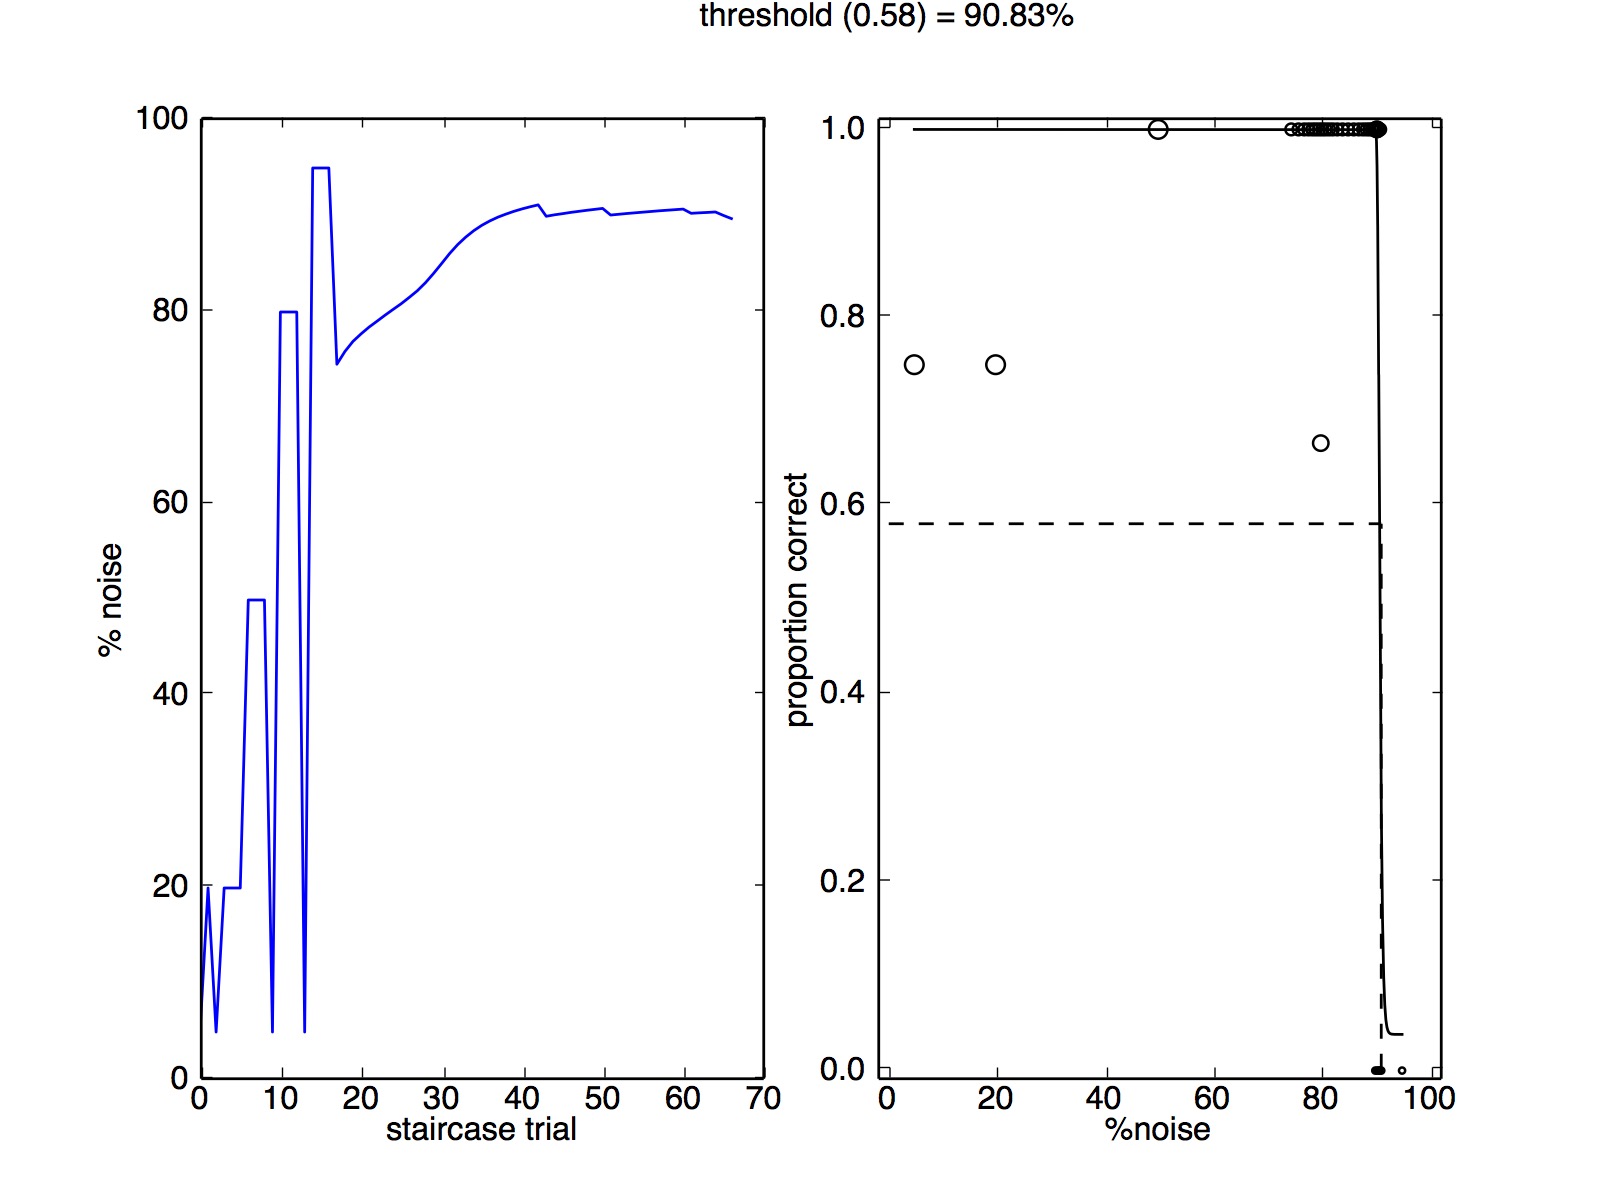 threshold (0.58) = 90.83%
100
80
60
40
20
0
% noise
0 10 20 30 40 50 60 70
staircase trial
1.0
0.8
0.6
0.4
0.2
0.0
proportion correct
0 20 40 60 80 100
%noise